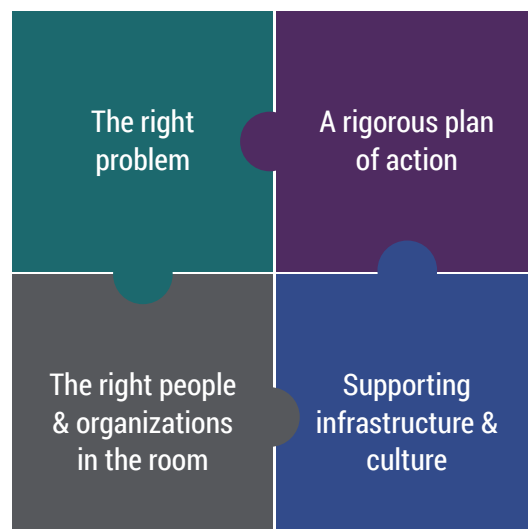 The right
problem
A rigorous plan
of action
The right people
& organizations
in the room
Supporting
infrastructure &
culture